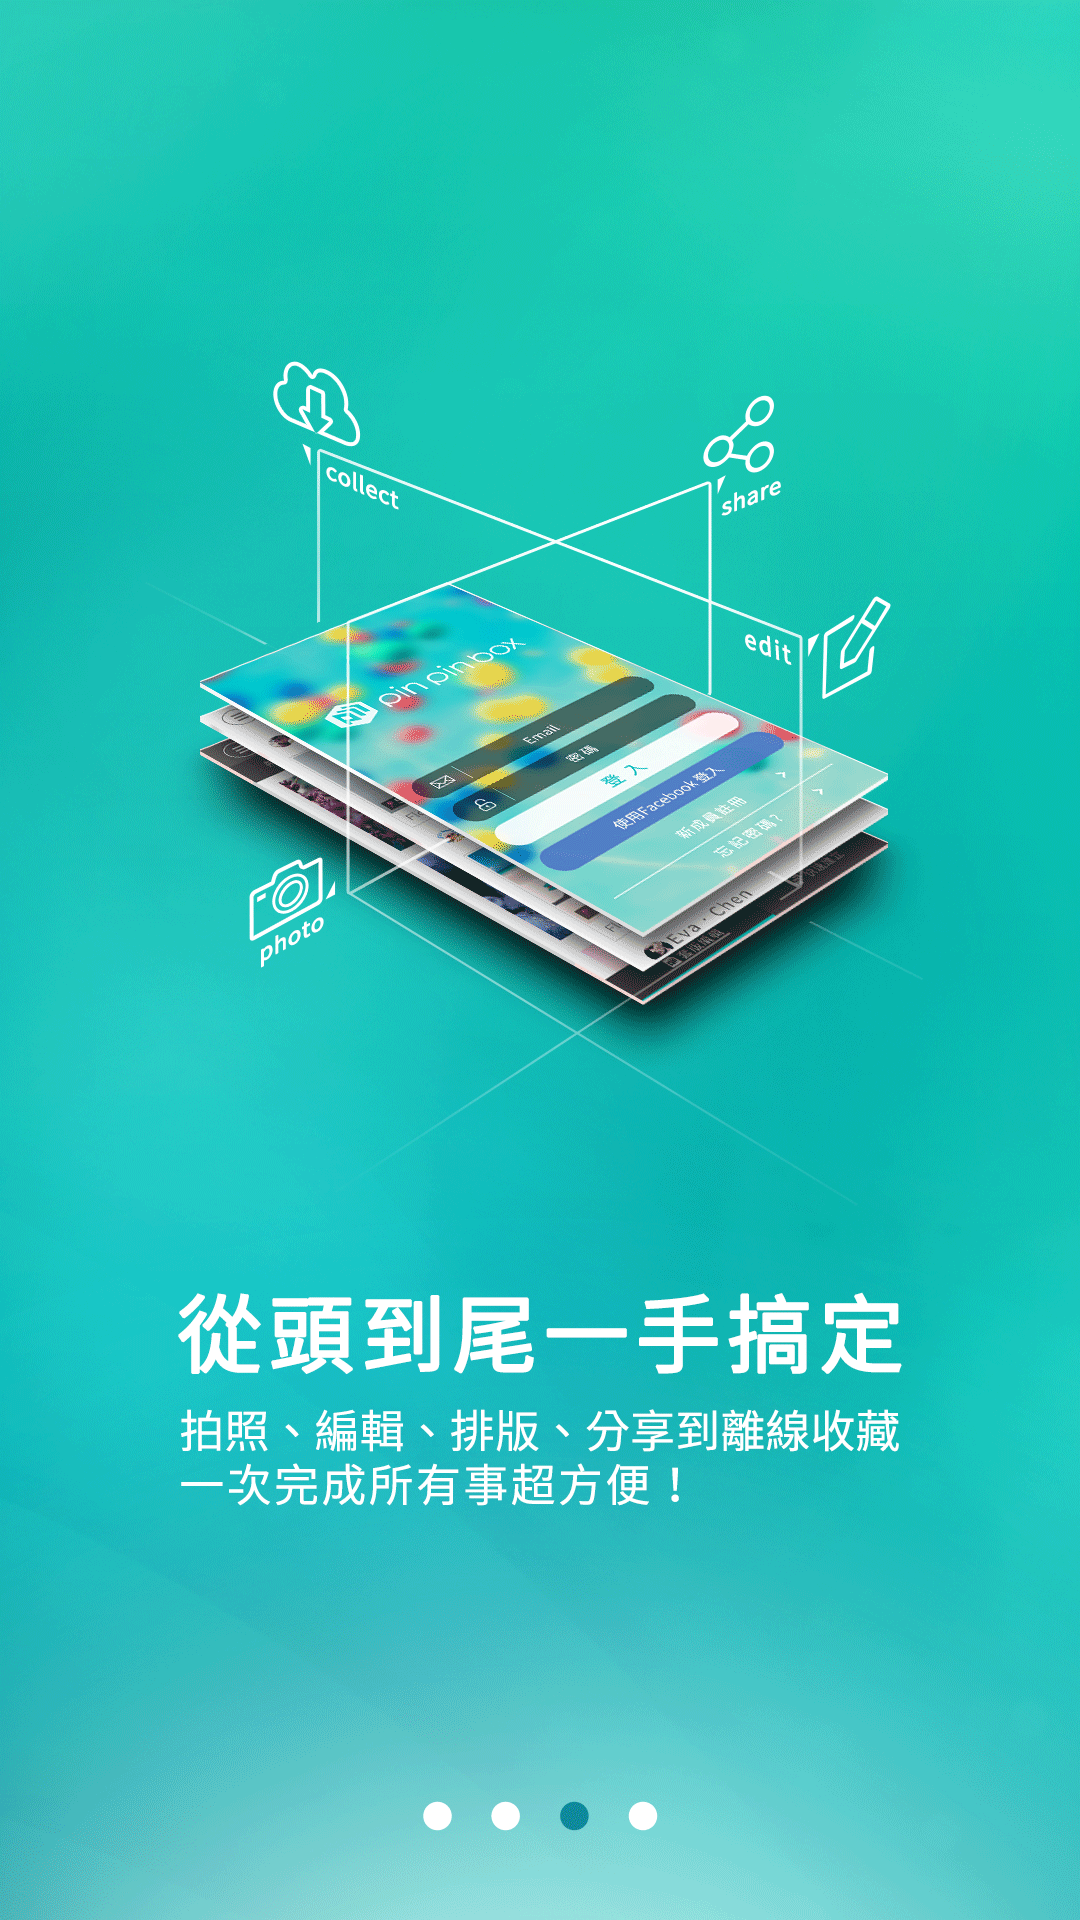 collect
share
edit
pinpinbox
Email
密碼
登入
使用Facebook 登入
新成員註冊
忘記密碼?
Eva · Chen
photo
從頭到尾一手搞定
拍照、編輯、排版、分享到離線收藏
一次完成所有事超方便！